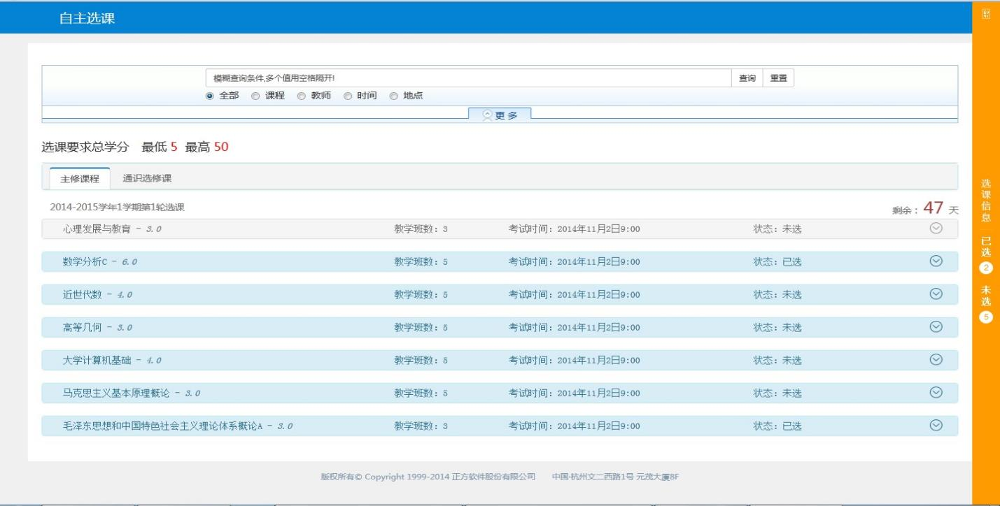 自主选课
模糊查询条件,多个值用空格隔开! 查询 重置
全部 课程 教师 时间 地点
更多
选课要求总学分 最低 5 最高 50
主修课程 通识选修课
2014-2015学年1学期第1轮选课 剩余：47 天
心理发展与教育 - 3.0 教学班数：3 考试时间：2014年11月2日9:00 状态：未选
数学分析C - 6.0 教学班数：5 考试时间：2014年11月2日9:00 状态：已选
近世代数 - 4.0 教学班数：5 考试时间：2014年11月2日9:00 状态：未选
高等几何 - 3.0 教学班数：5 考试时间：2014年11月2日9:00 状态：未选
大学计算机基础 - 4.0 教学班数：5 考试时间：2014年11月2日9:00 状态：未选
马克思主义基本原理概论 - 3.0 教学班数：5 考试时间：2014年11月2日9:00 状态：未选
毛泽东思想和中国特色社会主义理论体系概论A - 3.0 教学班数：3 考试时间：2014年11月2日9:00 状态：已选
版权所有© Copyright 1999-2014 正方软件股份有限公司 中国·杭州文二西路1号 元茂大厦8F
选课信息
已选 2
未选 5